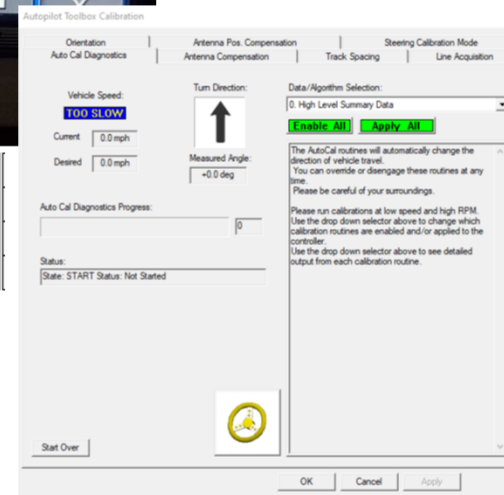 Autopilot Toolbox Calibration
Orientation
Antenna Pos. Compensation
Steering Calibration Mode
Auto Cal Diagnostics
Antenna Compensation
Track Spacing
Line Acquisition
Vehicle Speed:
TOO SLOW
Current 0.0 mph
Desired 0.0 mph
Turn Direction:
Measured Angle:
+0.0 deg
Auto Cal Diagnostics Progress:
0
Status:
State: START Status: Not Started
Start Over
Data/Algorithm Selection:
0. High Level Summary Data
Enable All
Apply All
The AutoCal routines will automatically change the
direction of vehicle travel.
You can override or disengage these routines at any
time.
Please be careful of your surroundings.
Please run calibrations at low speed and high RPM.
Use the drop down selector above to change which
calibration routines are enabled and/or applied to the
controller.
Use the drop down selector above to see detailed
output from each calibration routine.
OK
Cancel
Apply